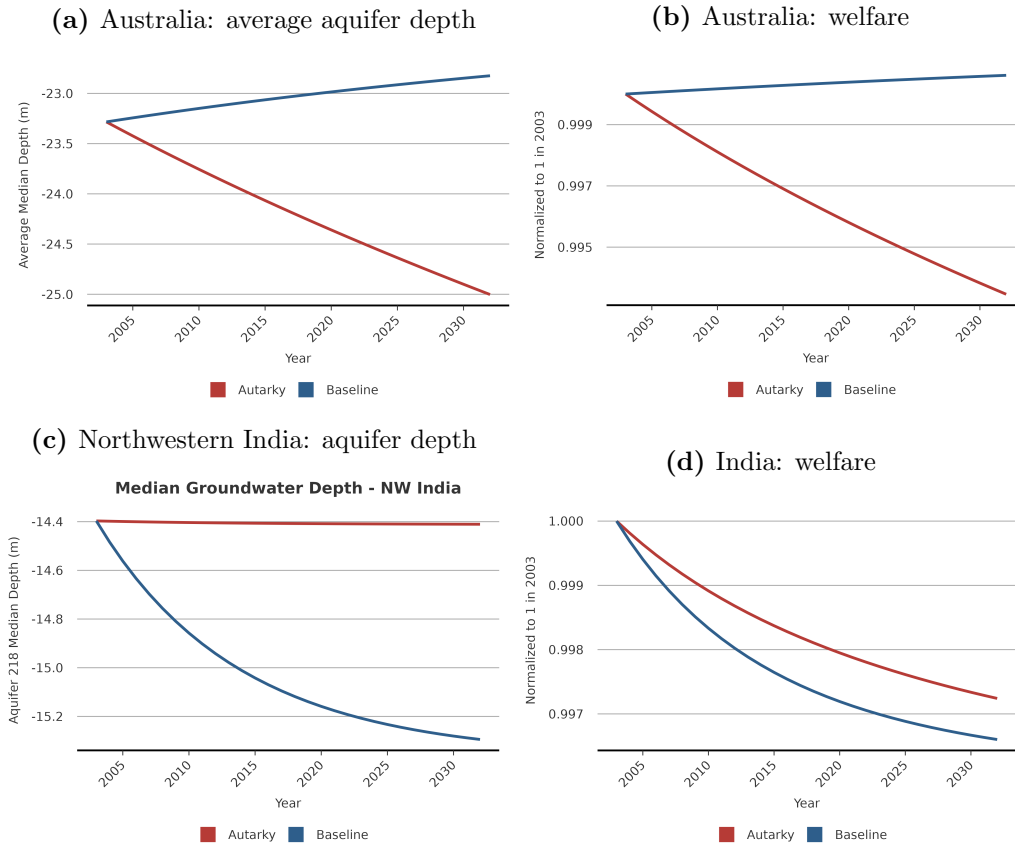 (a) Australia: average aquifer depth
Average Median Depth (m)
-23.0
-23.5
-24.0
-24.5
-25.0
2005
2010
2015
2020
2025
2030
Year
Autarky
Baseline
(b) Australia: welfare
Normalized to 1 in 2003
0.999
0.997
0.995
2005
2010
2015
2020
2025
2030
Year
Autarky
Baseline
(c) Northwestern India: aquifer depth
Median Groundwater Depth - NW India
Aquifer 218 Median Depth (m)
-14.4
-14.6
-14.8
-15.0
-15.2
2005
2010
2015
2020
2025
2030
Year
Autarky
Baseline
(d) India: welfare
Normalized to 1 in 2003
1.000
0.999
0.998
0.997
2005
2010
2015
2020
2025
2030
Year
Autarky
Baseline